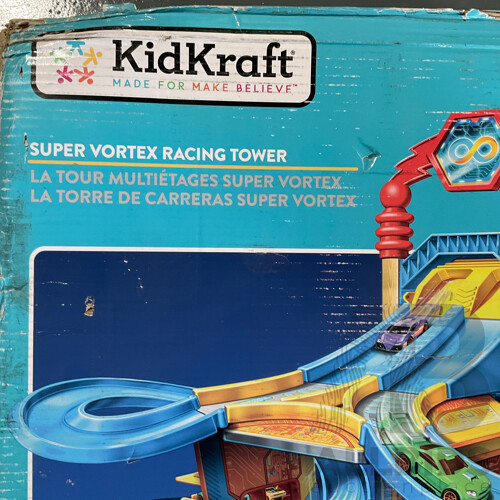 KidKraft®
MADE FOR MAKE BELIEVE™
SUPER VORTEX RACING TOWER
LA TOUR MULTIÉTAGES SUPER VORTEX
LA TORRE DE CARRERAS SUPER VORTEX